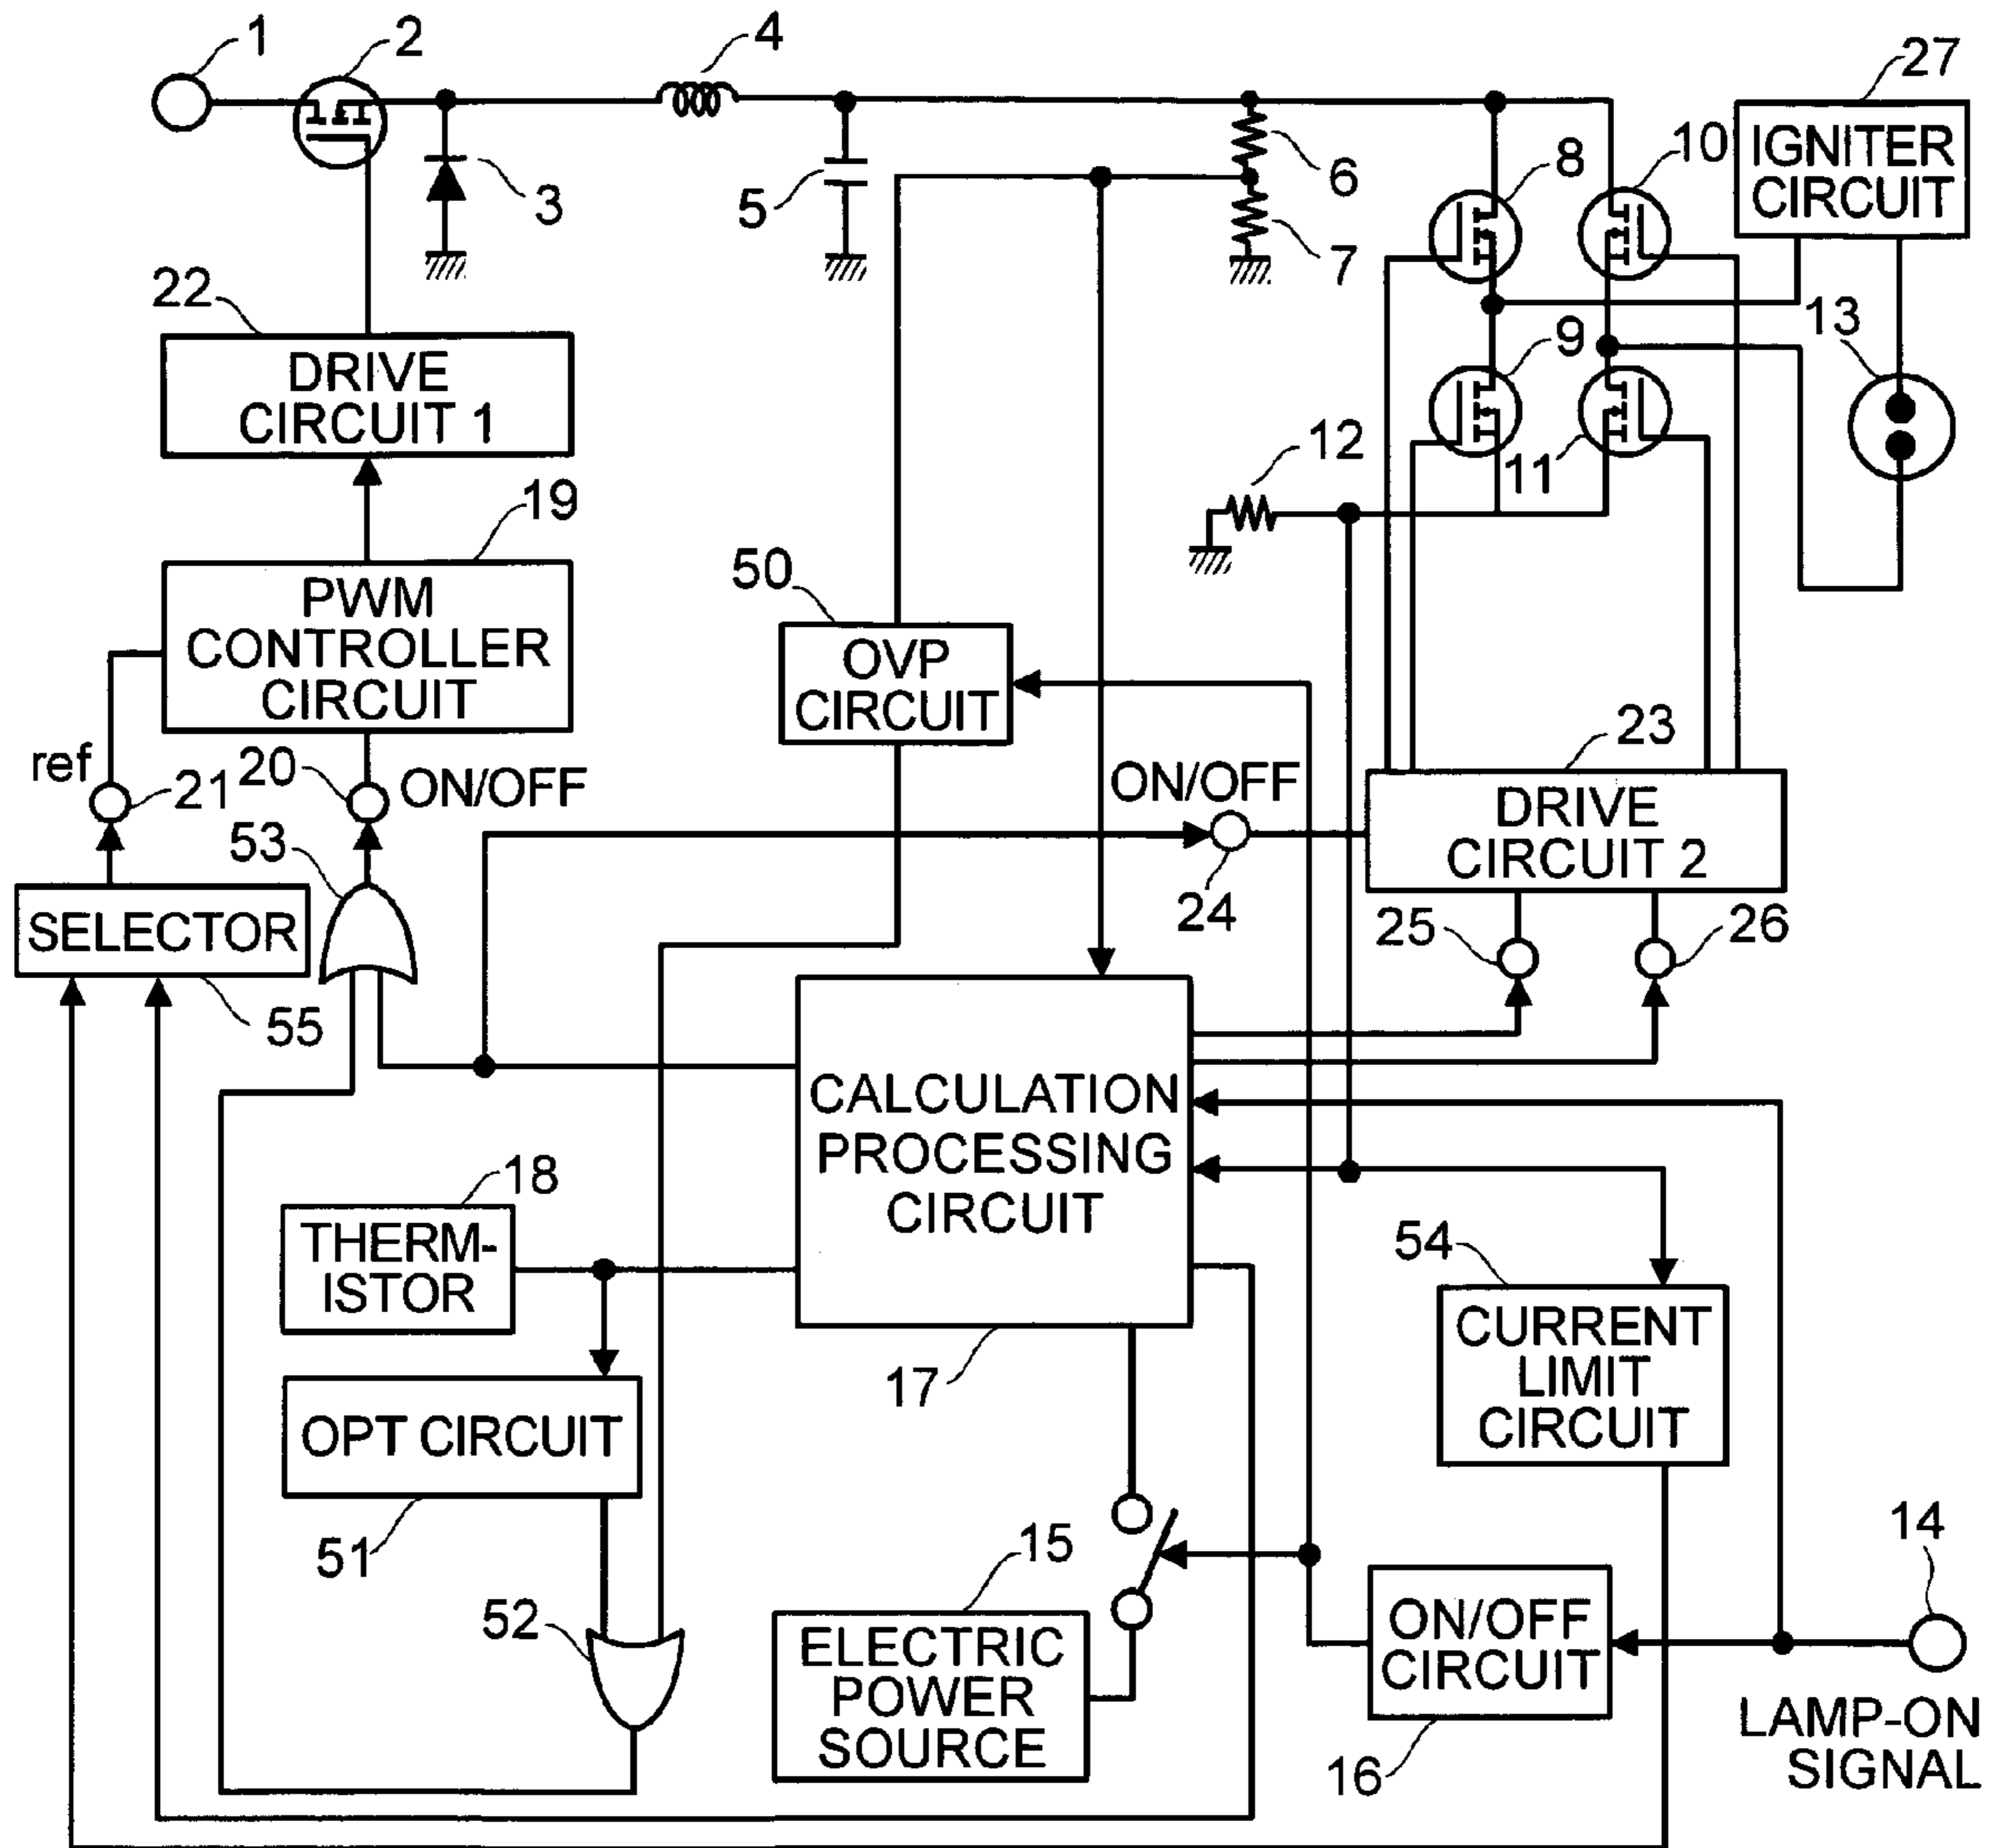 1
2
4
27
IGNITER
CIRCUIT
10
8
6
3
5
7
22
DRIVE
CIRCUIT 1
13
9
12
11
19
PWM
CONTROLLER
CIRCUIT
50
OVP
CIRCUIT
23
DRIVE
CIRCUIT 2
ref
21
20
ON/OFF
ON/OFF
24
53
SELECTOR
55
25
26
CALCULATION
PROCESSING
CIRCUIT
17
18
THERM-
ISTOR
54
CURRENT
LIMIT
CIRCUIT
OPT CIRCUIT
51
52
15
ELECTRIC
POWER
SOURCE
14
ON/OFF
CIRCUIT
16
LAMP-ON
SIGNAL